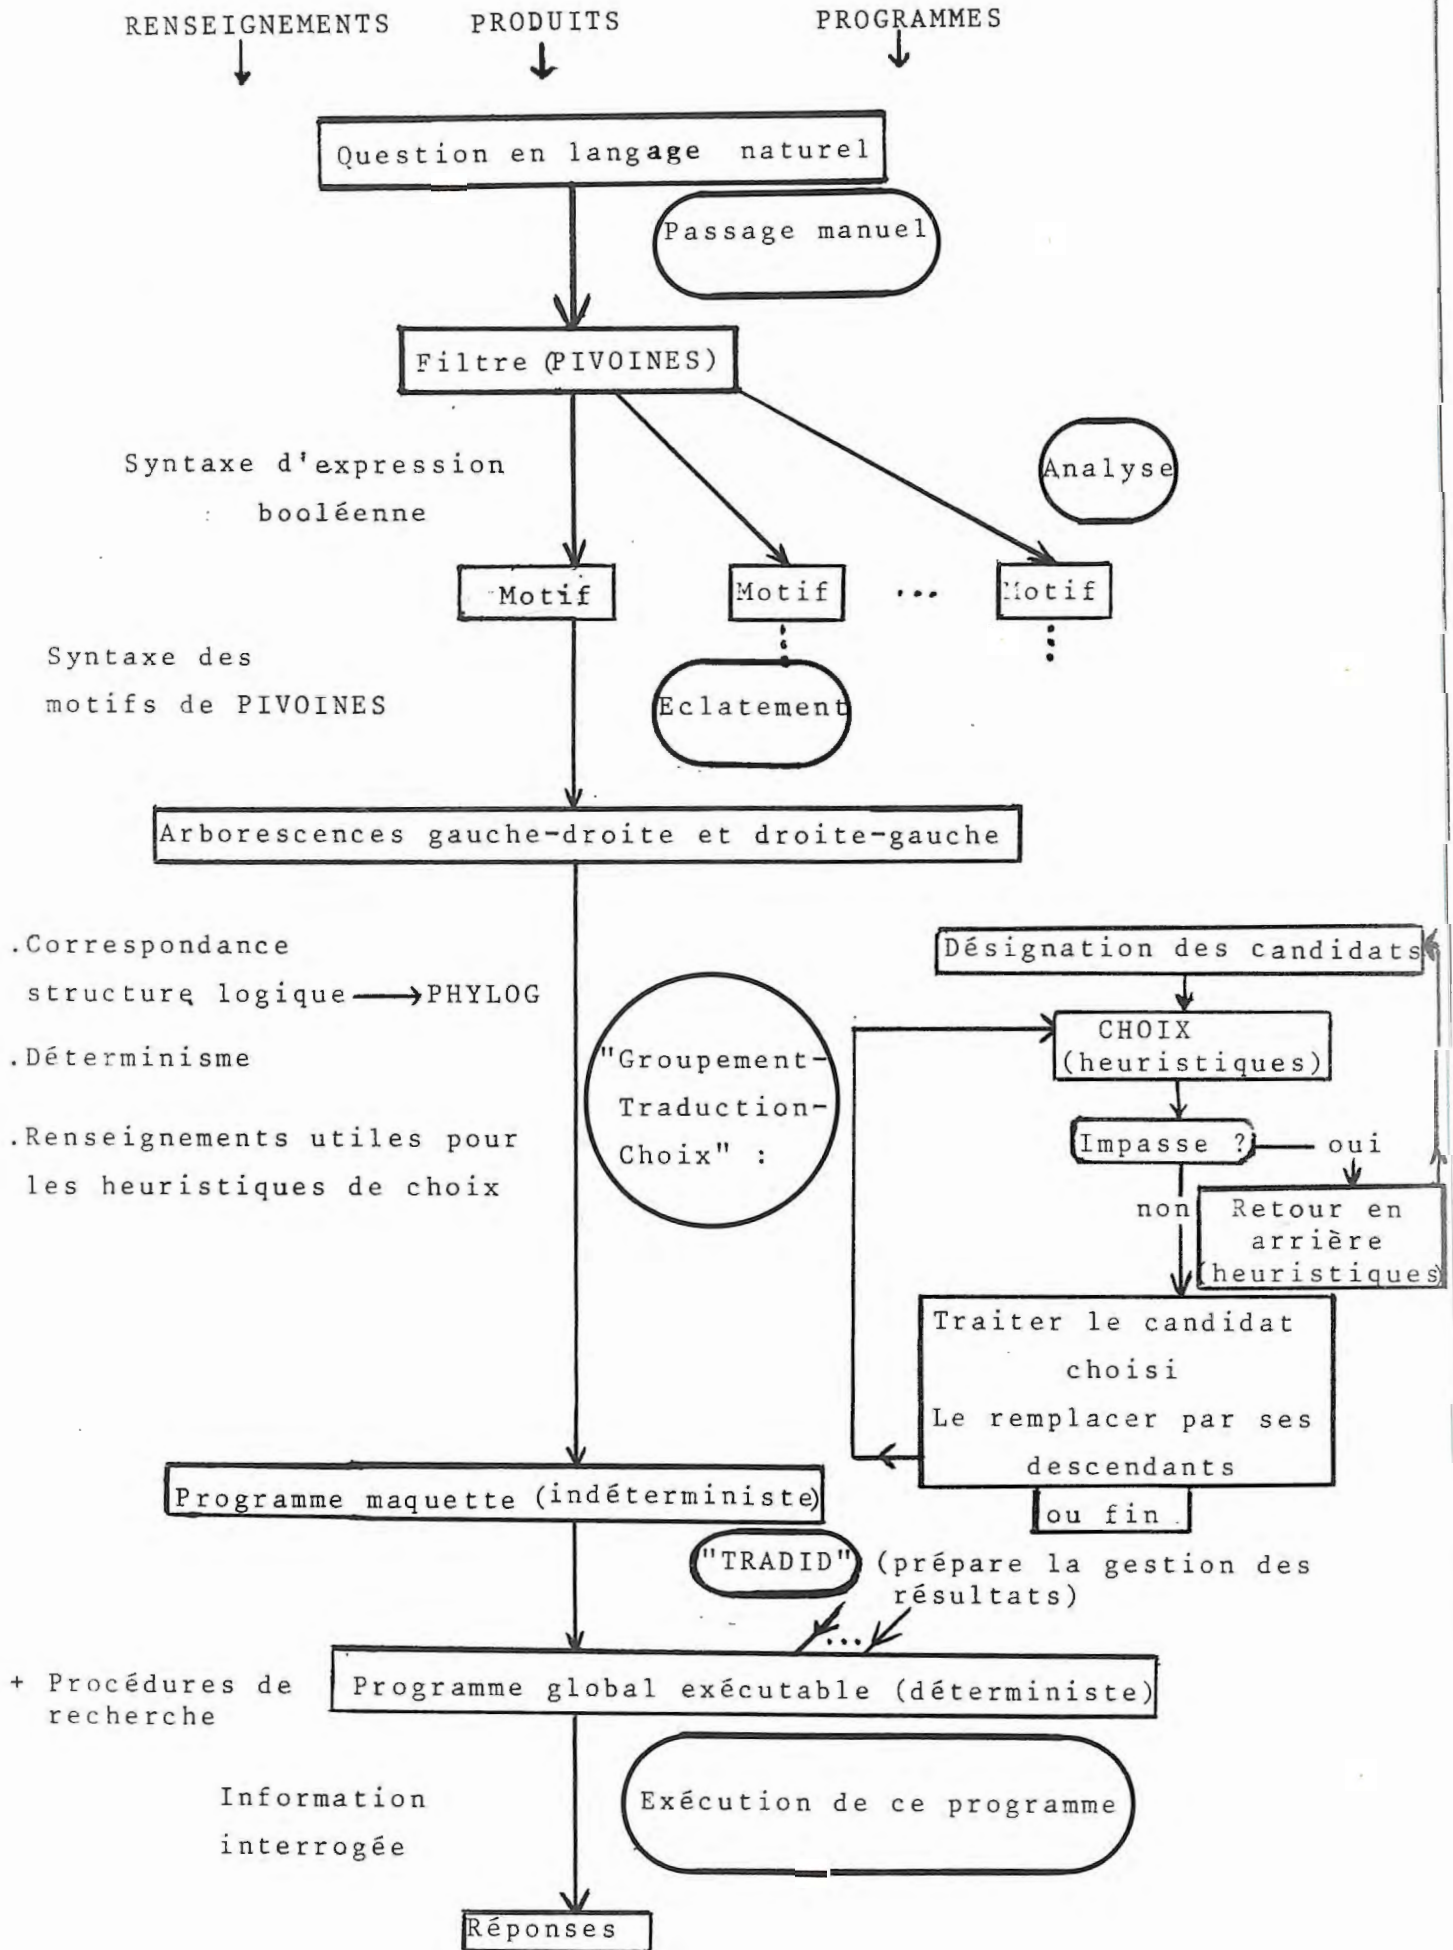 RENSEIGNEMENTS PRODUITS PROGRAMMES
Question en langage naturel
Passage manuel
Filtre (PIVOINES)
Syntaxe d'expression
booléenne
Analyse
Motif Motif ... Motif
Syntaxe des
motifs de PIVOINES
Eclatement
Arborescences gauche-droite et droite-gauche
.Correspondance
structure logique → PHYLOG
.Déterminisme
.Renseignements utiles pour
les heuristiques de choix
"Groupement-
Traduction-
Choix" :
Désignation des candidats
CHOIX
(heuristiques)
Impasse ? oui
non
Retour en
arrière
(heuristiques)
Traiter le candidat
choisi
Le remplacer par ses
descendants
ou fin .
Programme maquette (indéterministe)
"TRADID" (prépare la gestion des
résultats)
...
+ Procédures de
recherche
Programme global exécutable (déterministe)
Information
interrogée
Exécution de ce programme
Réponses